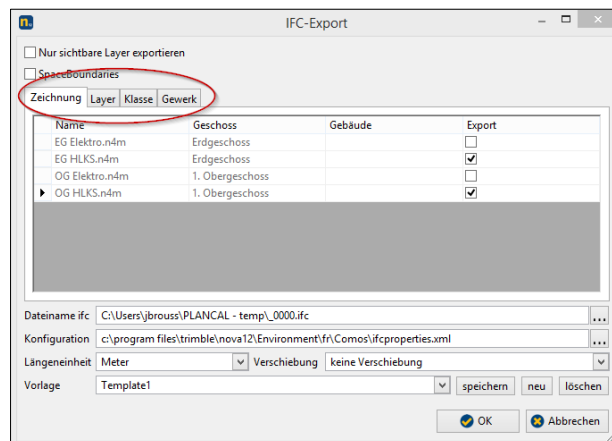 n.
IFC-Export
Nur sichtbare Layer exportieren
SpaceBoundaries
Zeichnung Layer Klasse Gewerk
Name Geschoss Gebäude Export
EG Elektro.n4m Erdgeschoss
EG HLKS.n4m Erdgeschoss
OG Elektro.n4m 1. Obergeschoss
OG HLKS.n4m 1. Obergeschoss
Dateiname ifc C:\Users\jbrouss\PLANCAL - temp\_0000.ifc ...
Konfiguration c:\program files\trimble\nova12\Environment\fr\Comos\ifcproperties.xml ...
Längeneinheit Meter Verschiebung keine Verschiebung
Vorlage Template1 speichern neu löschen
OK Abbrechen